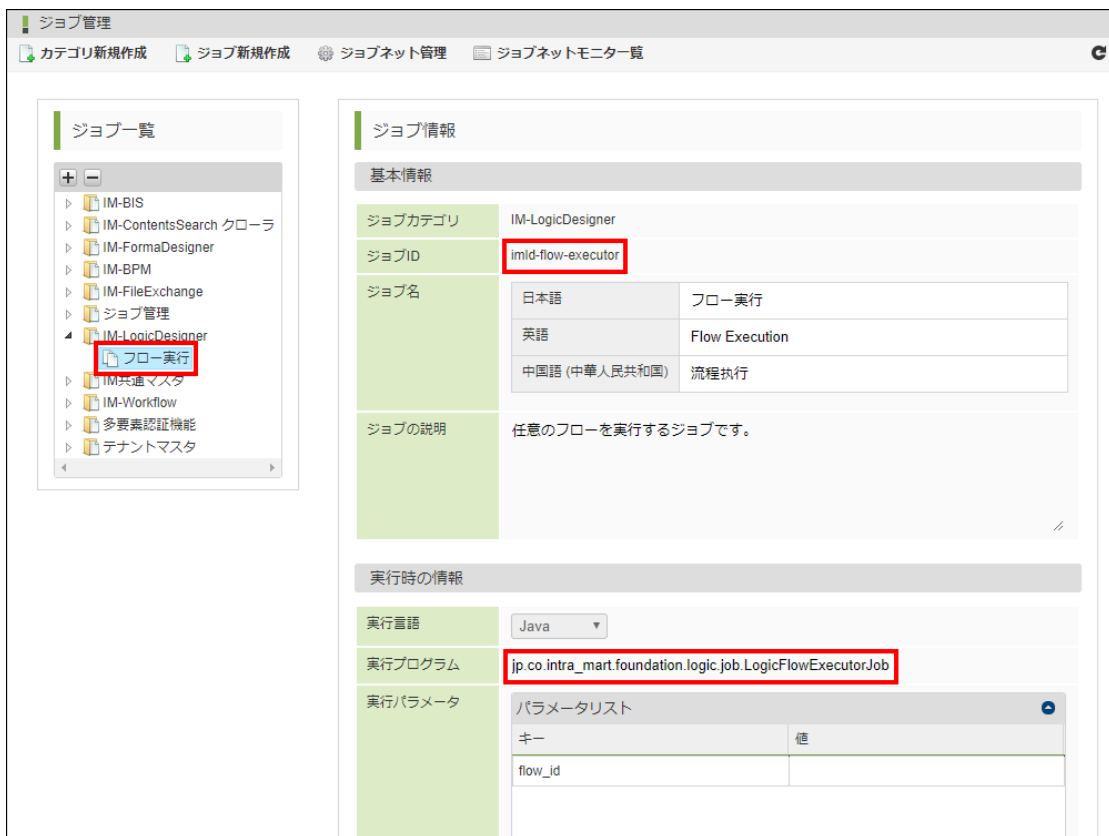 ジョブ管理
カテゴリ新規作成 ジョブ新規作成 ジョブネット管理 ジョブネットモニター覧
ジョブ一覧
IM-BIS
IM-ContentsSearch クローラ
IM-FormaDesigner
IM-BPM
IM-FileExchange
ジョブ管理
IM-LogicDesigner
フロー実行
IM共通マスタ
IM-Workflow
多要素認証機能
テナントマスタ
ジョブ情報
基本情報
ジョブカテゴリ IM-LogicDesigner
ジョブID imld-flow-executor
ジョブ名 日本語 フロー実行
英語 Flow Execution
中国語 (中華人民共和国) 流程执行
ジョブの説明 任意のフローを実行するジョブです。
実行時の情報
実行言語 Java
実行プログラム jp.co.intra_mart.foundation.logic.job.LogicFlowExecutorJob
実行パラメータ パラメータリスト
キー 値
flow_id